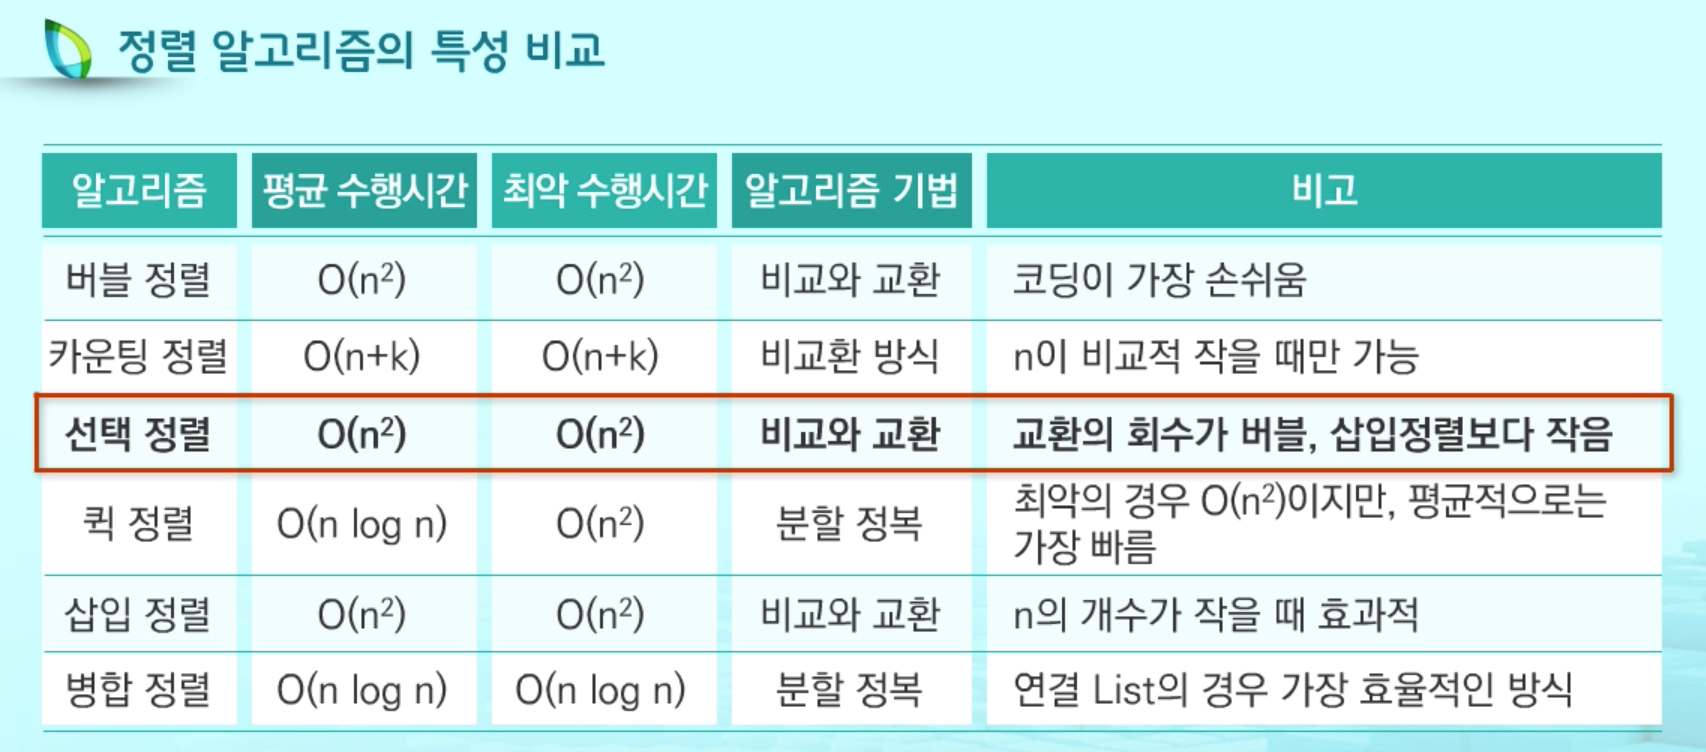 정렬 알고리즘의 특성 비교
알고리즘 평균 수행시간 최악 수행시간 알고리즘 기법 비고
버블 정렬 O(n²) O(n²) 비교와 교환 코딩이 가장 손쉬움
카운팅 정렬 O(n+k) O(n+k) 비교환 방식 n이 비교적 작을 때만 가능
선택 정렬 O(n²) O(n²) 비교와 교환 교환의 회수가 버블, 삽입정렬보다 작음
퀵 정렬 O(n log n) O(n²) 분할 정복 최악의 경우 O(n²)이지만, 평균적으로는
가장 빠름
삽입 정렬 O(n²) O(n²) 비교와 교환 n의 개수가 작을 때 효과적
병합 정렬 O(n log n) O(n log n) 분할 정복 연결 List의 경우 가장 효율적인 방식